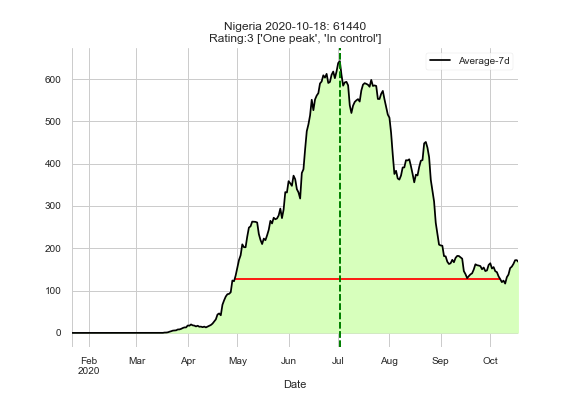 Nigeria 2020-10-18: 61440
Rating:3 ['One peak', 'In control']
Average-7d
600
500
400
300
200
100
0
Feb Mar Apr May Jun Jul Aug Sep Oct
2020
Date